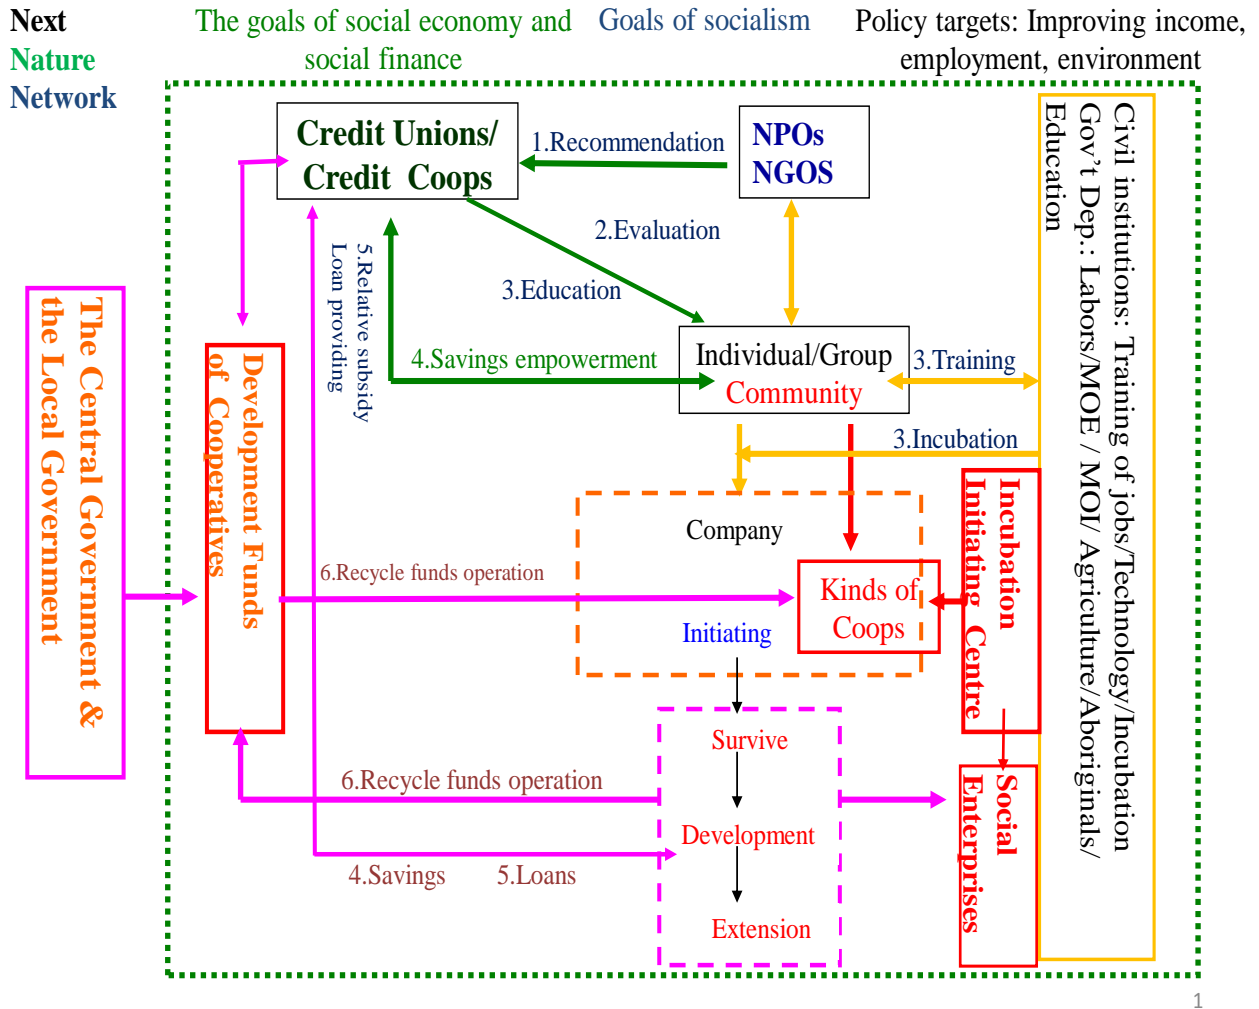 Next
Nature
Network
The goals of social economy and
social finance
Goals of socialism
Policy targets: Improving income,
employment, environment
Credit Unions/
Credit Coops
1.Recommendation
NPOs
NGOS
2.Evaluation
3.Education
5.Relative subsidy
Loan providing
4.Savings empowerment
Individual/Group
Community
3.Training
3.Incubation
Civil institutions: Training of jobs/Technology/Incubation
Gov't Dep.: Labors/MOE / MOI/ Agriculture/Aboriginals/
Education
The Central Government &
the Local Government
Development Funds
of Cooperatives
Company
6.Recycle funds operation
Kinds of
Coops
Initiating
Incubation
Initiating Centre
Survive
6.Recycle funds operation
Development
4.Savings
5.Loans
Extension
Social
Enterprises
1